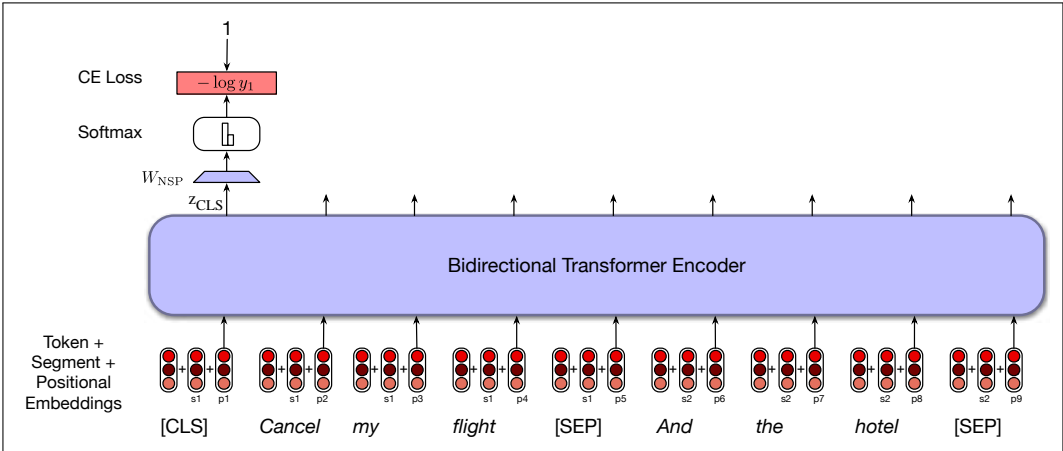 1
CE Loss
− log y₁
Softmax
W_NSP
z_CLS
Bidirectional Transformer Encoder
Token +
Segment +
Positional
Embeddings
+ + + + + + + + + + + + + + + + + +
s1 p1 s1 p2 s1 p3 s1 p4 s1 p5 s2 p6 s2 p7 s2 p8 s2 p9
[CLS] Cancel my flight [SEP] And the hotel [SEP]